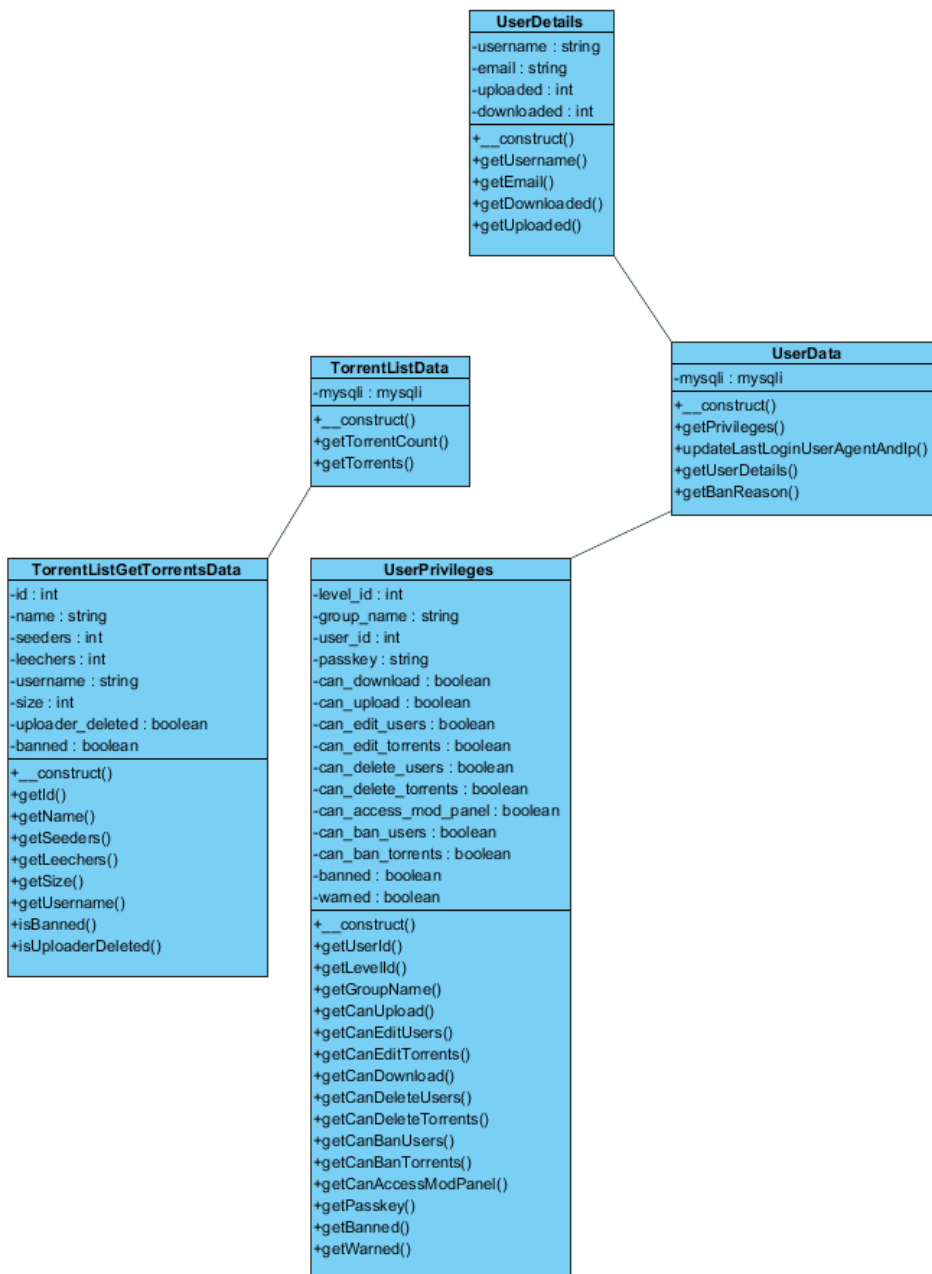 UserDetails
-username : string
-email : string
-uploaded : int
-downloaded : int
+__construct()
+getUsername()
+getEmail()
+getDownloaded()
+getUploaded()
UserData
-mysqli : mysqli
+__construct()
+getPrivileges()
+updateLastLoginUserAgentAndIp()
+getUserDetails()
+getBanReason()
TorrentListData
-mysqli : mysqli
+__construct()
+getTorrentCount()
+getTorrents()
TorrentListGetTorrentsData
-id : int
-name : string
-seeders : int
-leechers : int
-username : string
-size : int
-uploader_deleted : boolean
-banned : boolean
+__construct()
+getId()
+getName()
+getSeeders()
+getLeechers()
+getSize()
+getUsername()
+isBanned()
+isUploaderDeleted()
UserPrivileges
-level_id : int
-group_name : string
-user_id : int
-passkey : string
-can_download : boolean
-can_upload : boolean
-can_edit_users : boolean
-can_edit_torrents : boolean
-can_delete_users : boolean
-can_delete_torrents : boolean
-can_access_mod_panel : boolean
-can_ban_users : boolean
-can_ban_torrents : boolean
-banned : boolean
-warned : boolean
+__construct()
+getUserId()
+getLevelId()
+getGroupName()
+getCanUpload()
+getCanEditUsers()
+getCanEditTorrents()
+getCanDownload()
+getCanDeleteUsers()
+getCanDeleteTorrents()
+getCanBanUsers()
+getCanBanTorrents()
+getCanAccessModPanel()
+getPasskey()
+getBanned()
+getWarned()